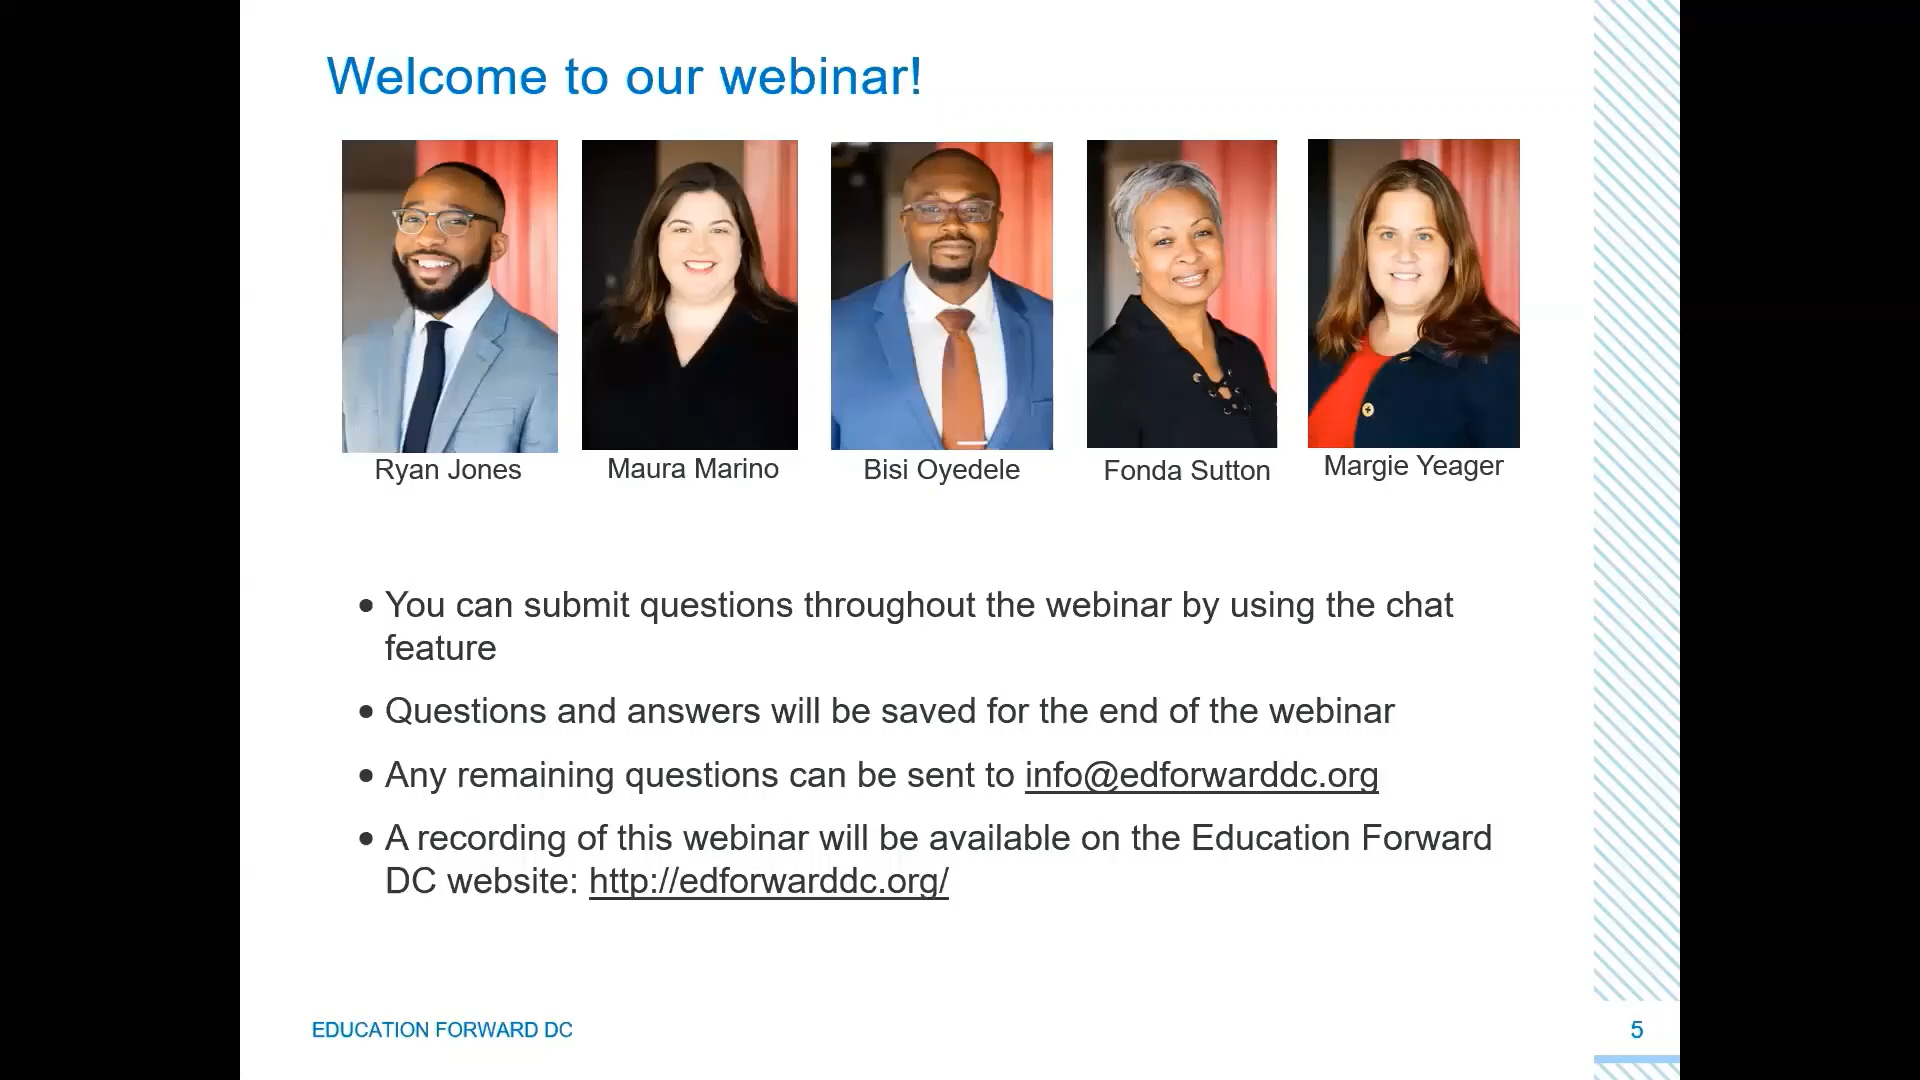 Welcome to our webinar!
Ryan Jones
Maura Marino
Bisi Oyedele
Fonda Sutton
Margie Yeager
• You can submit questions throughout the webinar by using the chat
feature
• Questions and answers will be saved for the end of the webinar
• Any remaining questions can be sent to info@edforwarddc.org
• A recording of this webinar will be available on the Education Forward
DC website: http://edforwarddc.org/
EDUCATION FORWARD DC
5